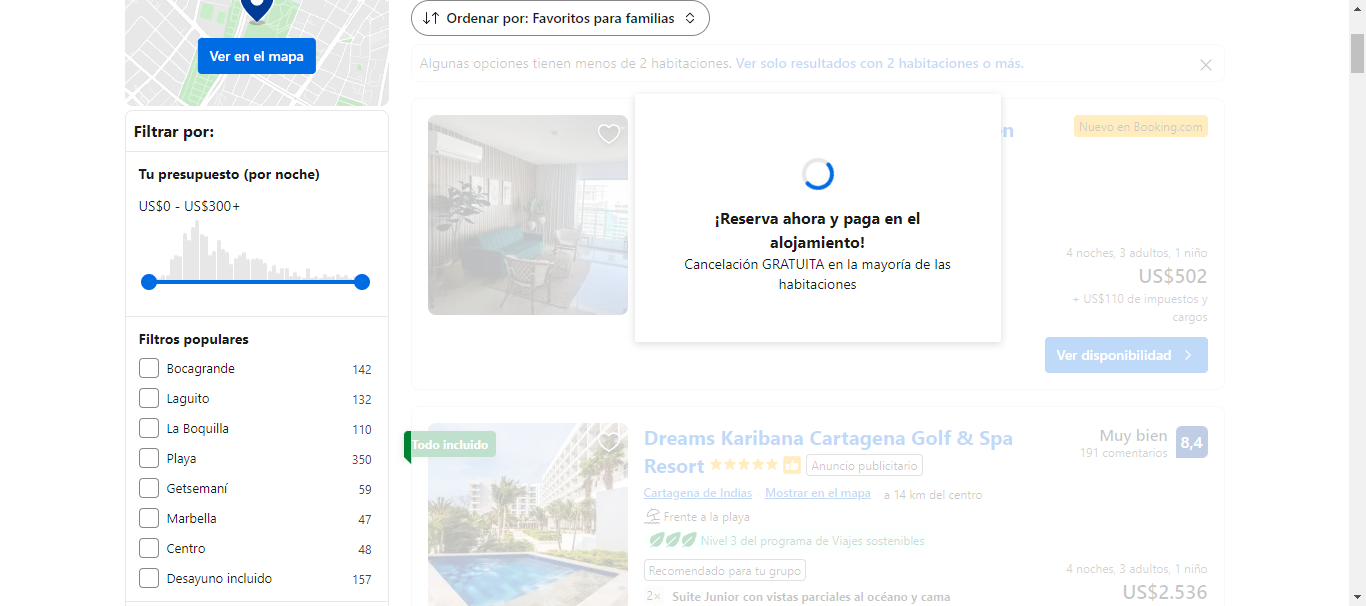 Ver en el mapa
Filtrar por:
Tu presupuesto (por noche)
US$0 - US$300+
Filtros populares
Bocagrande 142
Laguito 132
La Boquilla 110
Playa 350
Getsemaní 59
Marbella 47
Centro 48
Desayuno incluido 157
Ordenar por: Favoritos para familias
Algunas opciones tienen menos de 2 habitaciones. Ver solo resultados con 2 habitaciones o más.
Nuevo en Booking.com
¡Reserva ahora y paga en el
alojamiento!
Cancelación GRATUITA en la mayoría de las
habitaciones
4 noches, 3 adultos, 1 niño
US$502
+ US$110 de impuestos y
cargos
Ver disponibilidad
Todo incluido
Dreams Karibana Cartagena Golf & Spa
Resort Anuncio publicitario
Muy bien 8,4
191 comentarios
Cartagena de Indias Mostrar en el mapa a 14 km del centro
Frente a la playa
Nivel 3 del programa de Viajes sostenibles
Recomendado para tu grupo
2× Suite Junior con vistas parciales al océano y cama
4 noches, 3 adultos, 1 niño
US$2.536